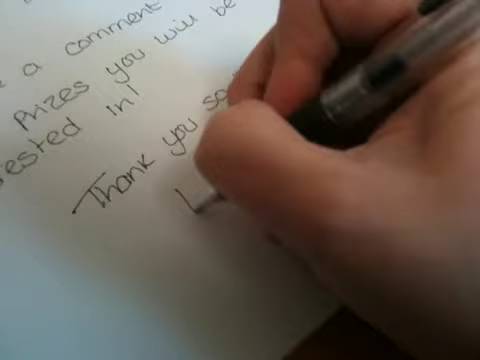 a comment
Prizes you will be
ested in!
Thank you so
L